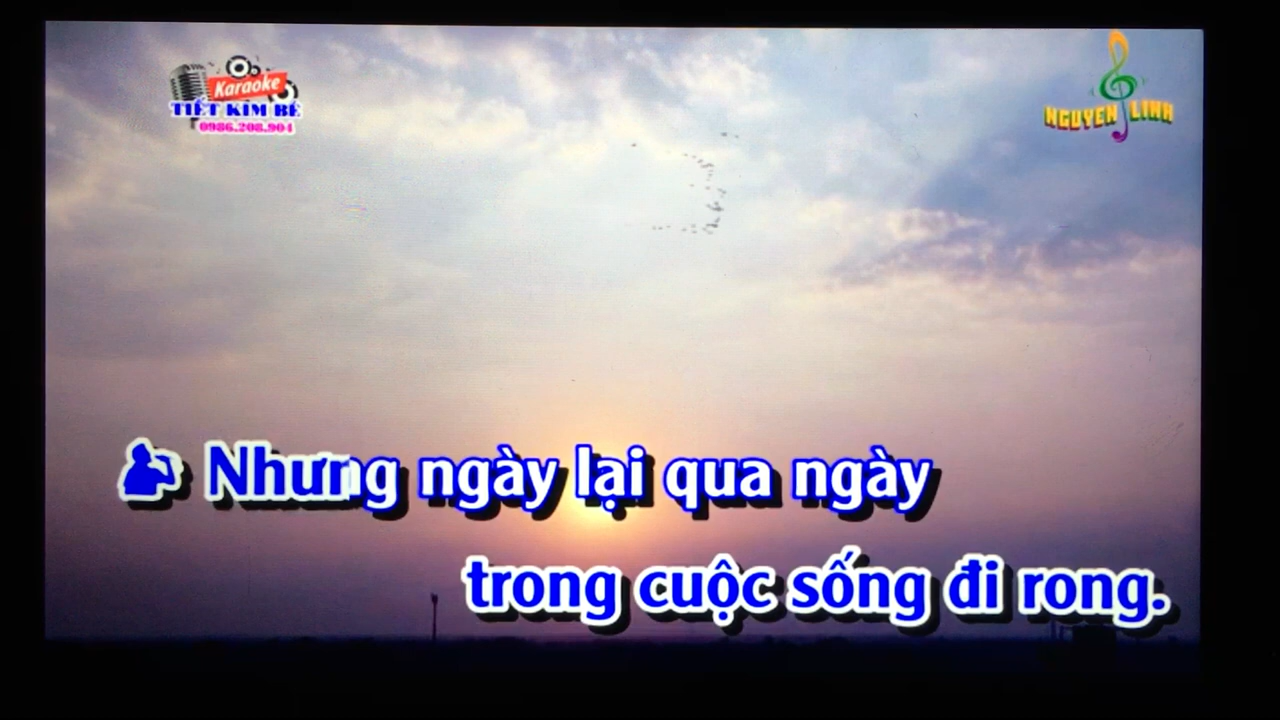 Karaoke
TIẾT KIM BÉ
0986.208.904
NGUYEN LINH
Nhưng ngày lại qua ngày
trong cuộc sống đi rong.